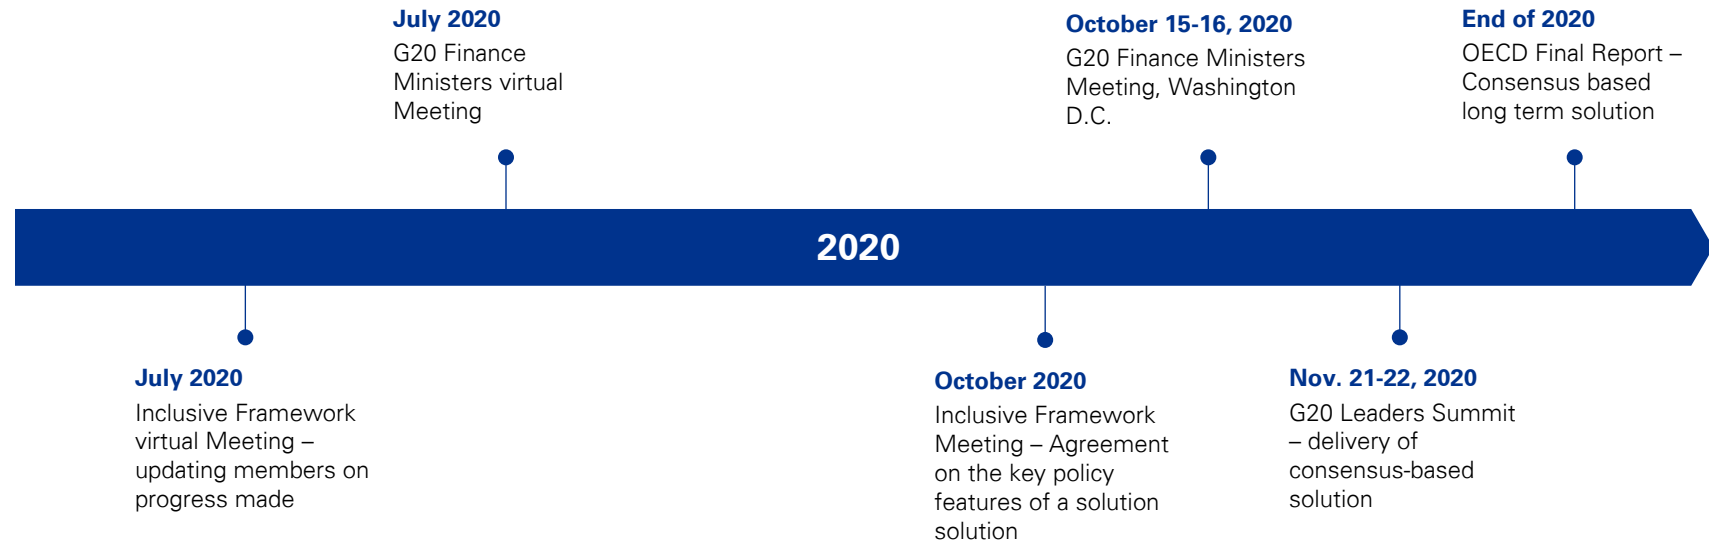 July 2020
G20 Finance
Ministers virtual
Meeting
October 15-16, 2020
G20 Finance Ministers
Meeting, Washington
D.C.
End of 2020
OECD Final Report –
Consensus based
long term solution
2020
July 2020
Inclusive Framework
virtual Meeting –
updating members on
progress made
October 2020
Inclusive Framework
Meeting – Agreement
on the key policy
features of a solution
solution
Nov. 21-22, 2020
G20 Leaders Summit
– delivery of
consensus-based
solution